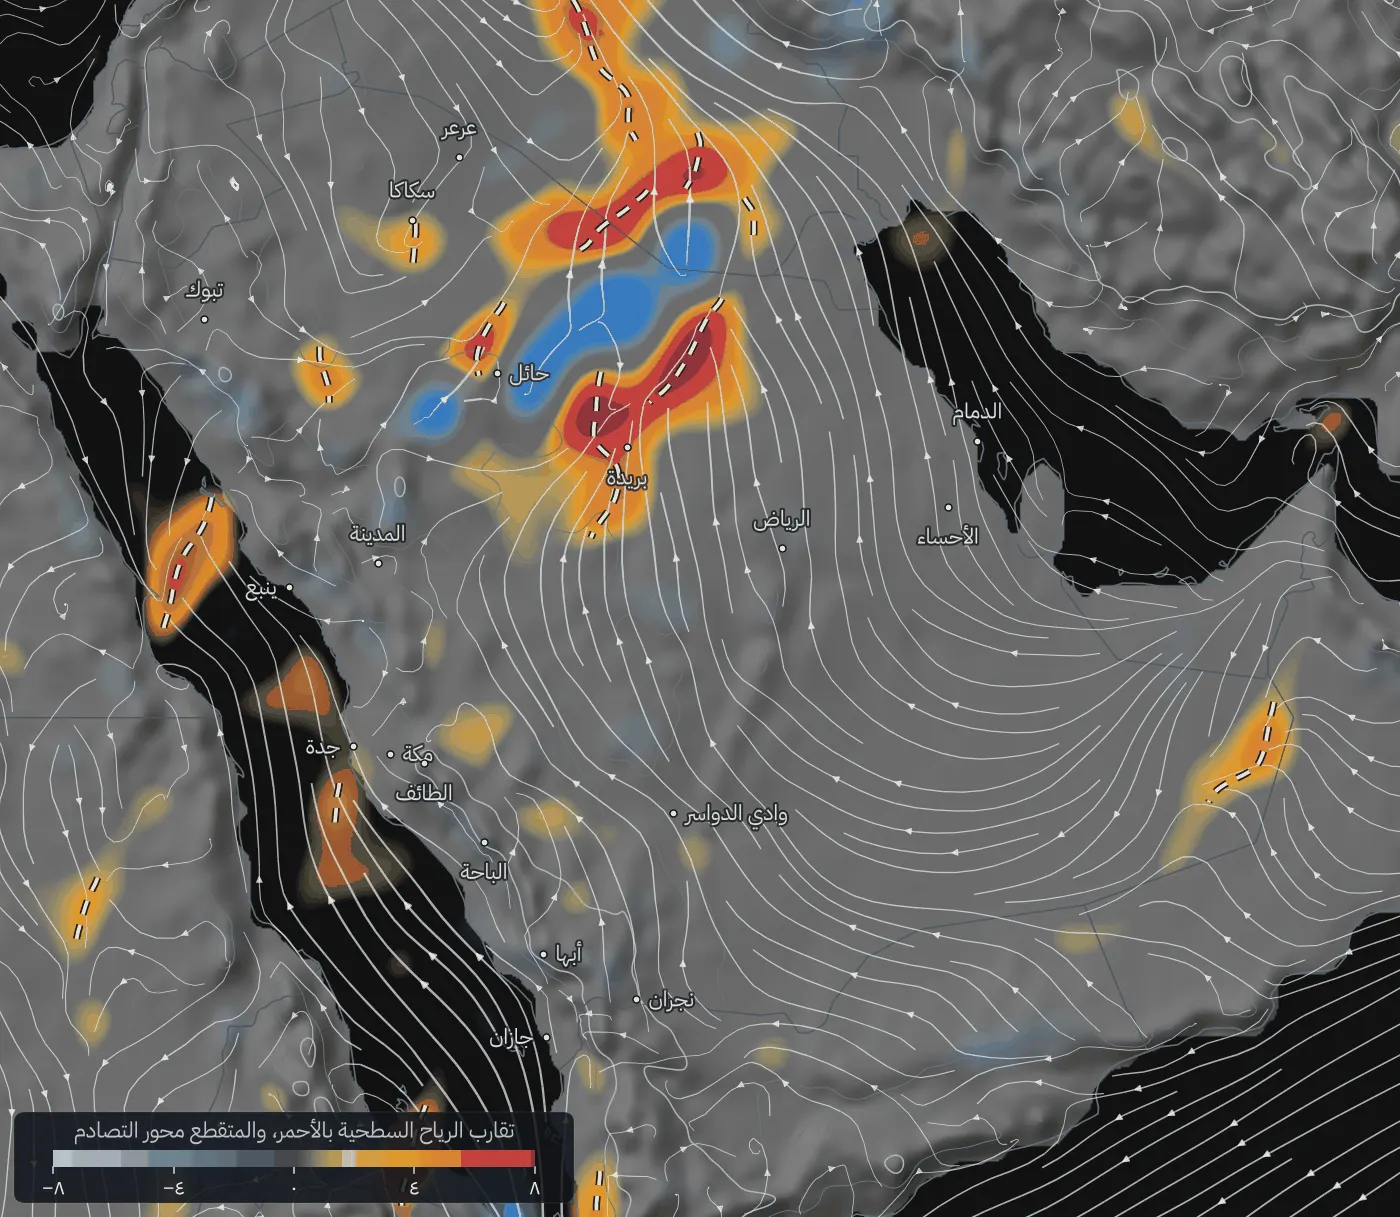 عرعر
سكاكا
تبوك
حائل
الدمام
بريدة
الرياض
الأحساء
المدينة
ينبع
جدة
مكة
الطائف
وادي الدواسر
الباحة
أبها
نجران
جازان
تقارب الرياح السطحية بالأحمر، والمتقطع محور التصادم
−٨ −٤ ٠ ٤ ٨